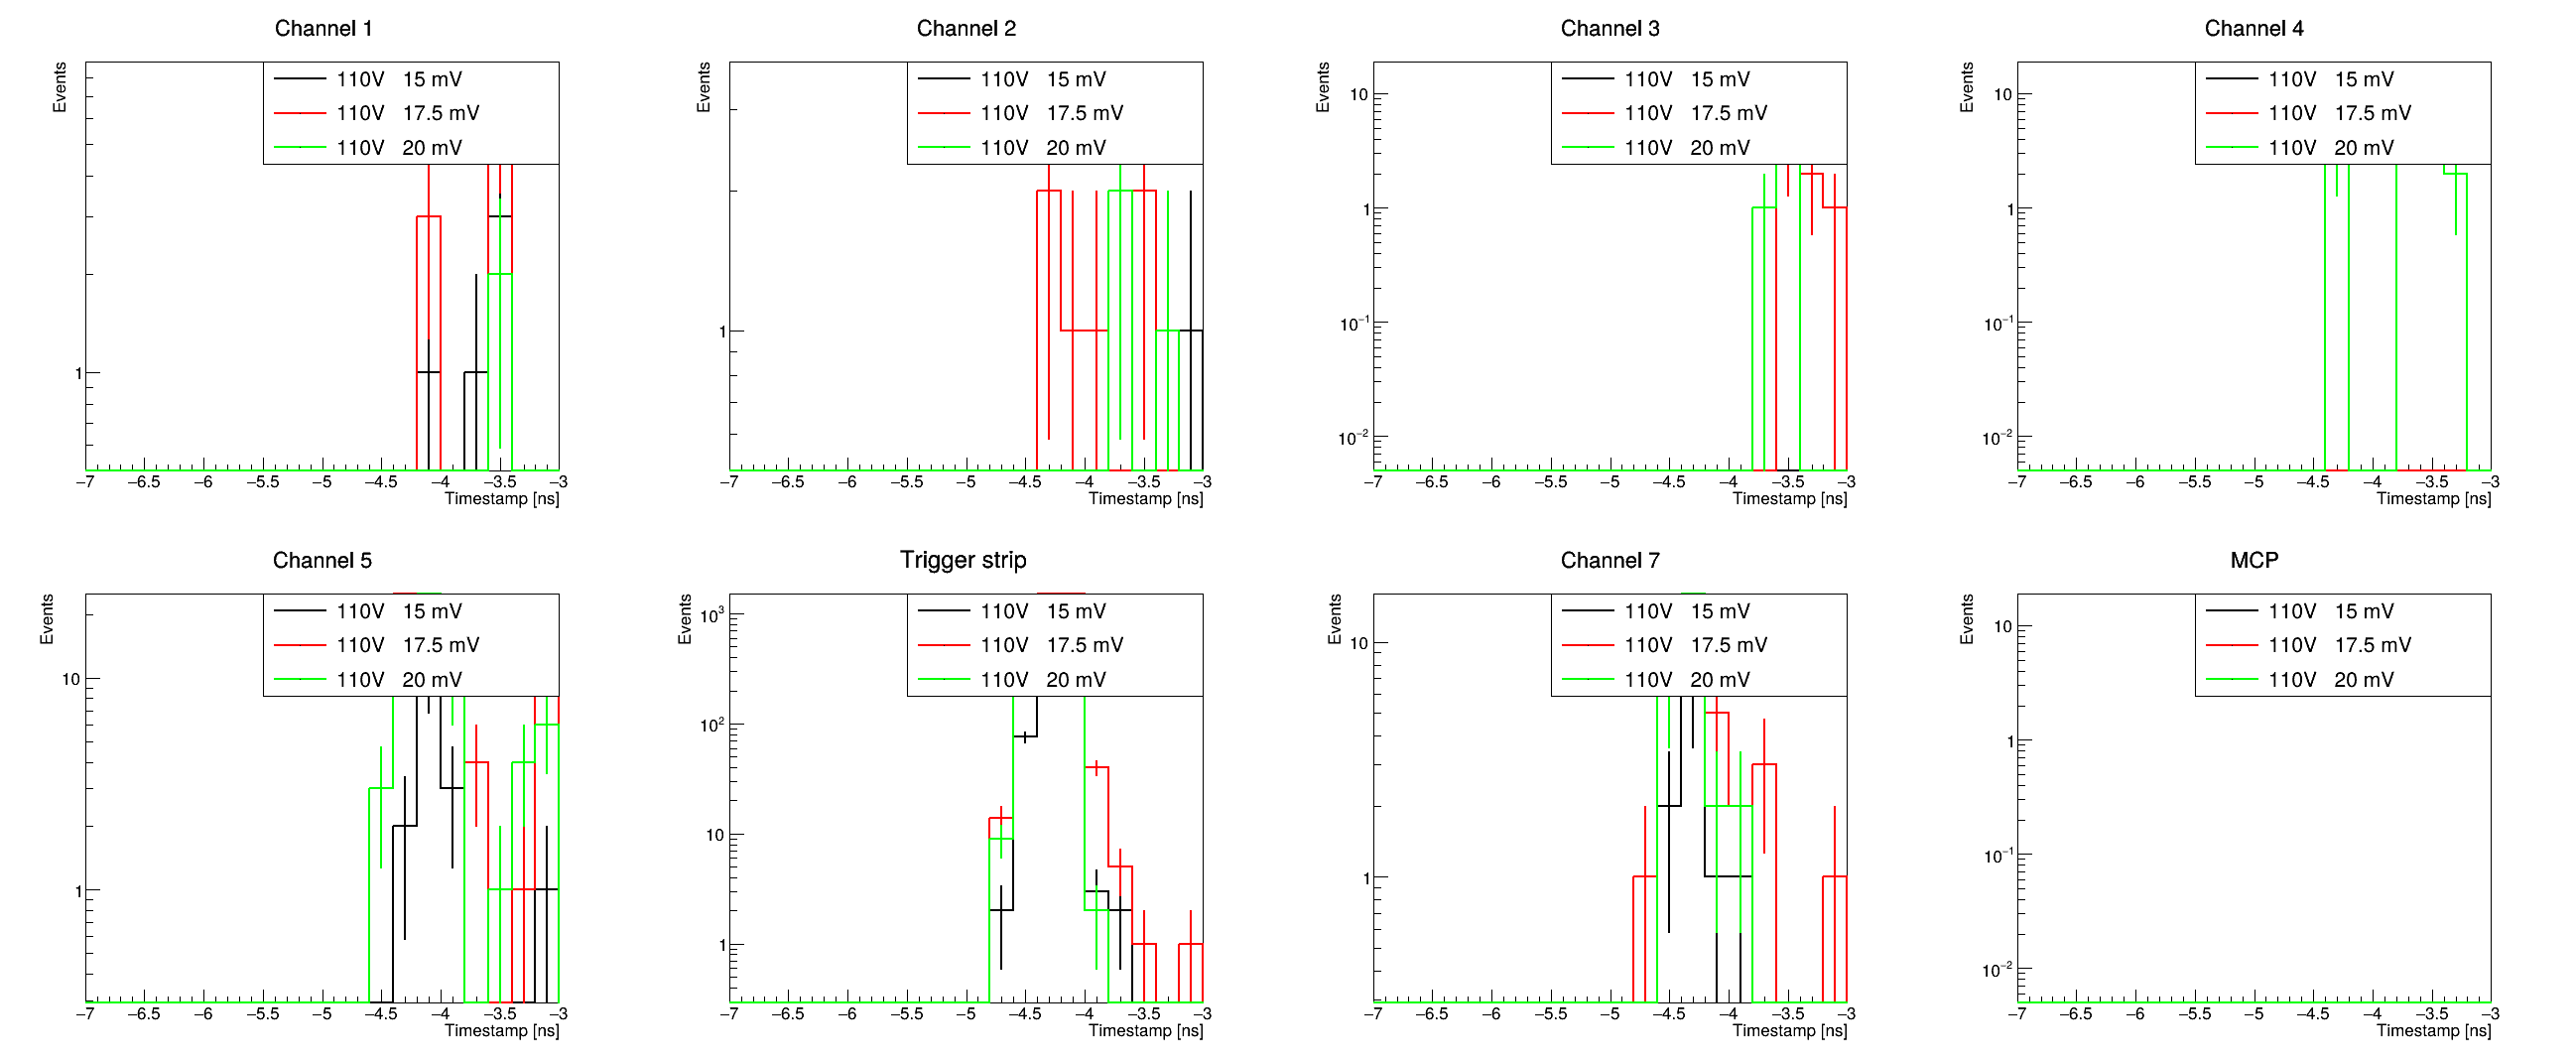 Channel 1
Events
110V 15 mV
110V 17.5 mV
110V 20 mV
1
−7 −6.5 −6 −5.5 −5 −4.5 −4 −3.5 −3
Timestamp [ns]
Channel 2
Events
110V 15 mV
110V 17.5 mV
110V 20 mV
1
−7 −6.5 −6 −5.5 −5 −4.5 −4 −3.5 −3
Timestamp [ns]
Channel 3
Events
110V 15 mV
110V 17.5 mV
110V 20 mV
10
1
10⁻¹
10⁻²
−7 −6.5 −6 −5.5 −5 −4.5 −4 −3.5 −3
Timestamp [ns]
Channel 4
Events
110V 15 mV
110V 17.5 mV
110V 20 mV
10
1
10⁻¹
10⁻²
−7 −6.5 −6 −5.5 −5 −4.5 −4 −3.5 −3
Timestamp [ns]
Channel 5
Events
110V 15 mV
110V 17.5 mV
110V 20 mV
10
1
−7 −6.5 −6 −5.5 −5 −4.5 −4 −3.5 −3
Timestamp [ns]
Trigger strip
Events
110V 15 mV
110V 17.5 mV
110V 20 mV
10³
10²
10
1
−7 −6.5 −6 −5.5 −5 −4.5 −4 −3.5 −3
Timestamp [ns]
Channel 7
Events
110V 15 mV
110V 17.5 mV
110V 20 mV
10
1
−7 −6.5 −6 −5.5 −5 −4.5 −4 −3.5 −3
Timestamp [ns]
MCP
Events
110V 15 mV
110V 17.5 mV
110V 20 mV
10
1
10⁻¹
10⁻²
−7 −6.5 −6 −5.5 −5 −4.5 −4 −3.5 −3
Timestamp [ns]